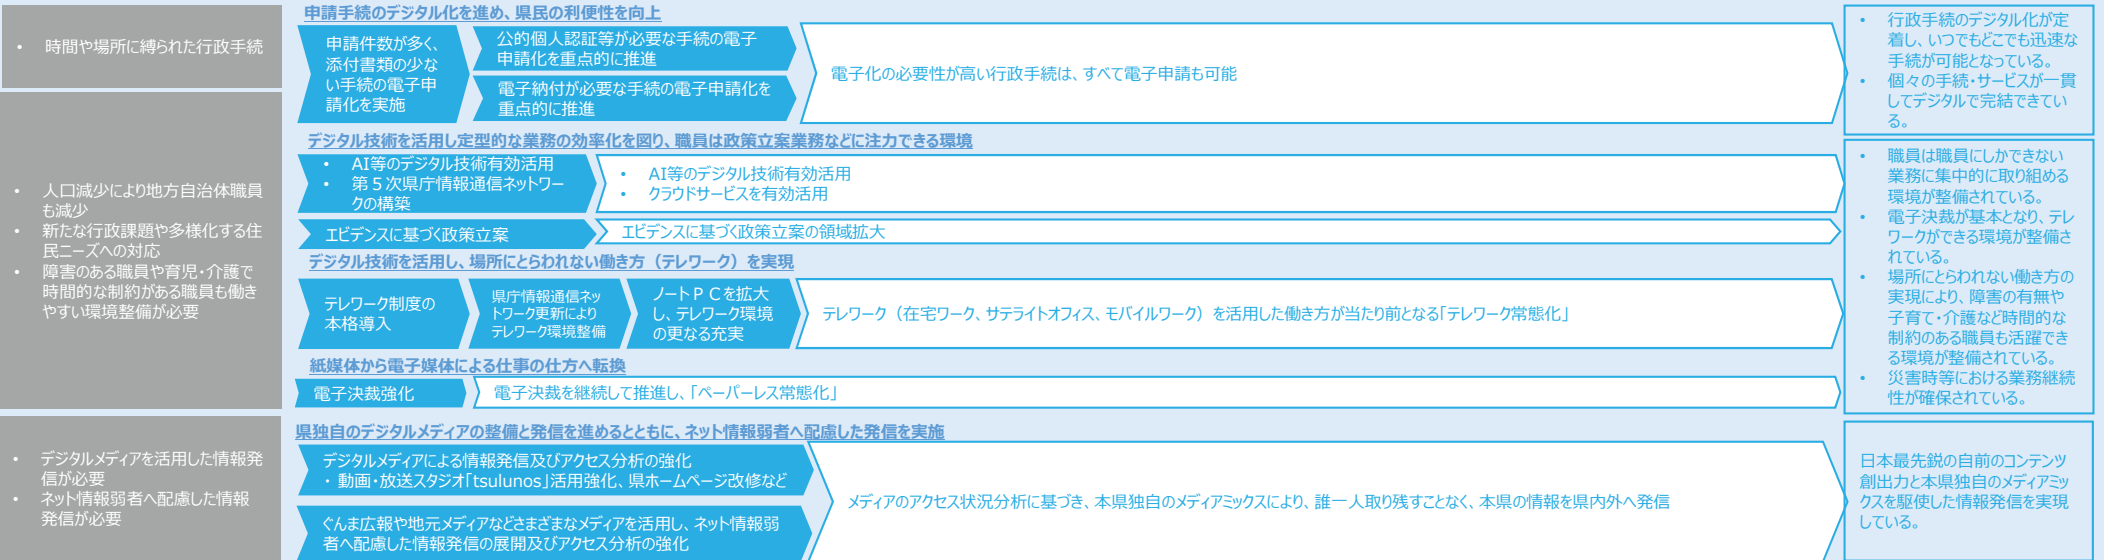 • 時間や場所に縛られた行政手続
申請手続のデジタル化を進め、県民の利便性を向上
申請件数が多く、
添付書類の少な
い手続の電子申
請化を実施
公的個人認証等が必要な手続の電子
申請化を重点的に推進
電子納付が必要な手続の電子申請化を
重点的に推進
電子化の必要性が高い行政手続は、すべて電子申請も可能
• 行政手続のデジタル化が定
着し、いつでもどこでも迅速な
手続が可能となっている。
• 個々の手続・サービスが一貫
してデジタルで完結できてい
る。
• 人口減少により地方自治体職員
も減少
• 新たな行政課題や多様化する住
民ニーズへの対応
• 障害のある職員や育児・介護で
時間的な制約がある職員も働き
やすい環境整備が必要
デジタル技術を活用し定型的な業務の効率化を図り、職員は政策立案業務などに注力できる環境
• AI等のデジタル技術有効活用
• 第5次県庁情報通信ネットワー
クの構築
• AI等のデジタル技術有効活用
• クラウドサービスを有効活用
エビデンスに基づく政策立案
エビデンスに基づく政策立案の領域拡大
デジタル技術を活用し、場所にとらわれない働き方（テレワーク）を実現
テレワーク制度の
本格導入
県庁情報通信ネッ
トワーク更新により
テレワーク環境整備
ノートＰＣを拡大
し、テレワーク環境
の更なる充実
テレワーク（在宅ワーク、サテライトオフィス、モバイルワーク）を活用した働き方が当たり前となる「テレワーク常態化」
紙媒体から電子媒体による仕事の仕方へ転換
電子決裁強化
電子決裁を継続して推進し、「ペーパーレス常態化」
• 職員は職員にしかできない
業務に集中的に取り組める
環境が整備されている。
• 電子決裁が基本となり、テレ
ワークができる環境が整備さ
れている。
• 場所にとらわれない働き方の
実現により、障害の有無や
子育て・介護など時間的な
制約のある職員も活躍でき
る環境が整備されている。
• 災害時等における業務継続
性が確保されている。
• デジタルメディアを活用した情報発
信が必要
• ネット情報弱者へ配慮した情報
発信が必要
県独自のデジタルメディアの整備と発信を進めるとともに、ネット情報弱者へ配慮した発信を実施
デジタルメディアによる情報発信及びアクセス分析の強化
・動画・放送スタジオ「tsulunos」活用強化、県ホームページ改修など
ぐんま広報や地元メディアなどさまざまなメディアを活用し、ネット情報弱
者へ配慮した情報発信の展開及びアクセス分析の強化
メディアのアクセス状況分析に基づき、本県独自のメディアミックスにより、誰一人取り残すことなく、本県の情報を県内外へ発信
日本最先鋭の自前のコンテンツ
創出力と本県独自のメディアミッ
クスを駆使した情報発信を実現
している。